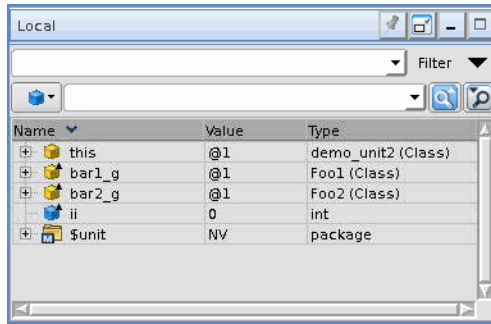 Local
Filter
Name Value Type
this @1 demo_unit2 (Class)
bar1_g @1 Foo1 (Class)
bar2_g @1 Foo2 (Class)
ii 0 int
$unit NV package